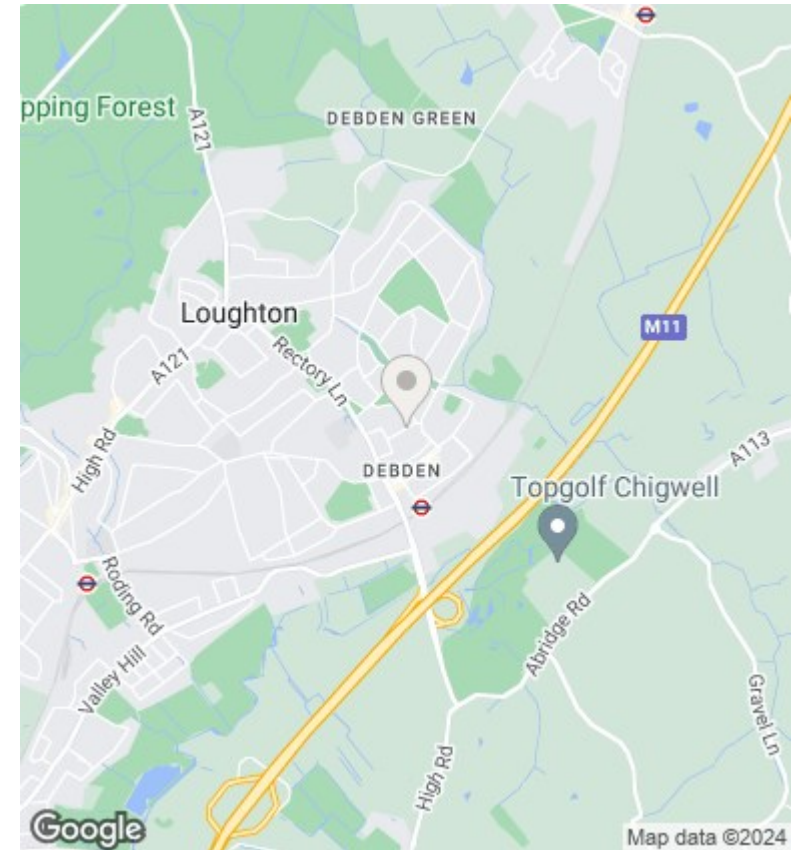 pping Forest
A121
DEBDEN GREEN
Loughton
M11
A121
Rectory Ln
High Rd
A113
DEBDEN
Topgolf Chigwell
Roding Rd
Abridge Rd
Valley Hill
Gravel Ln
High Rd
Google
Map data ©2024